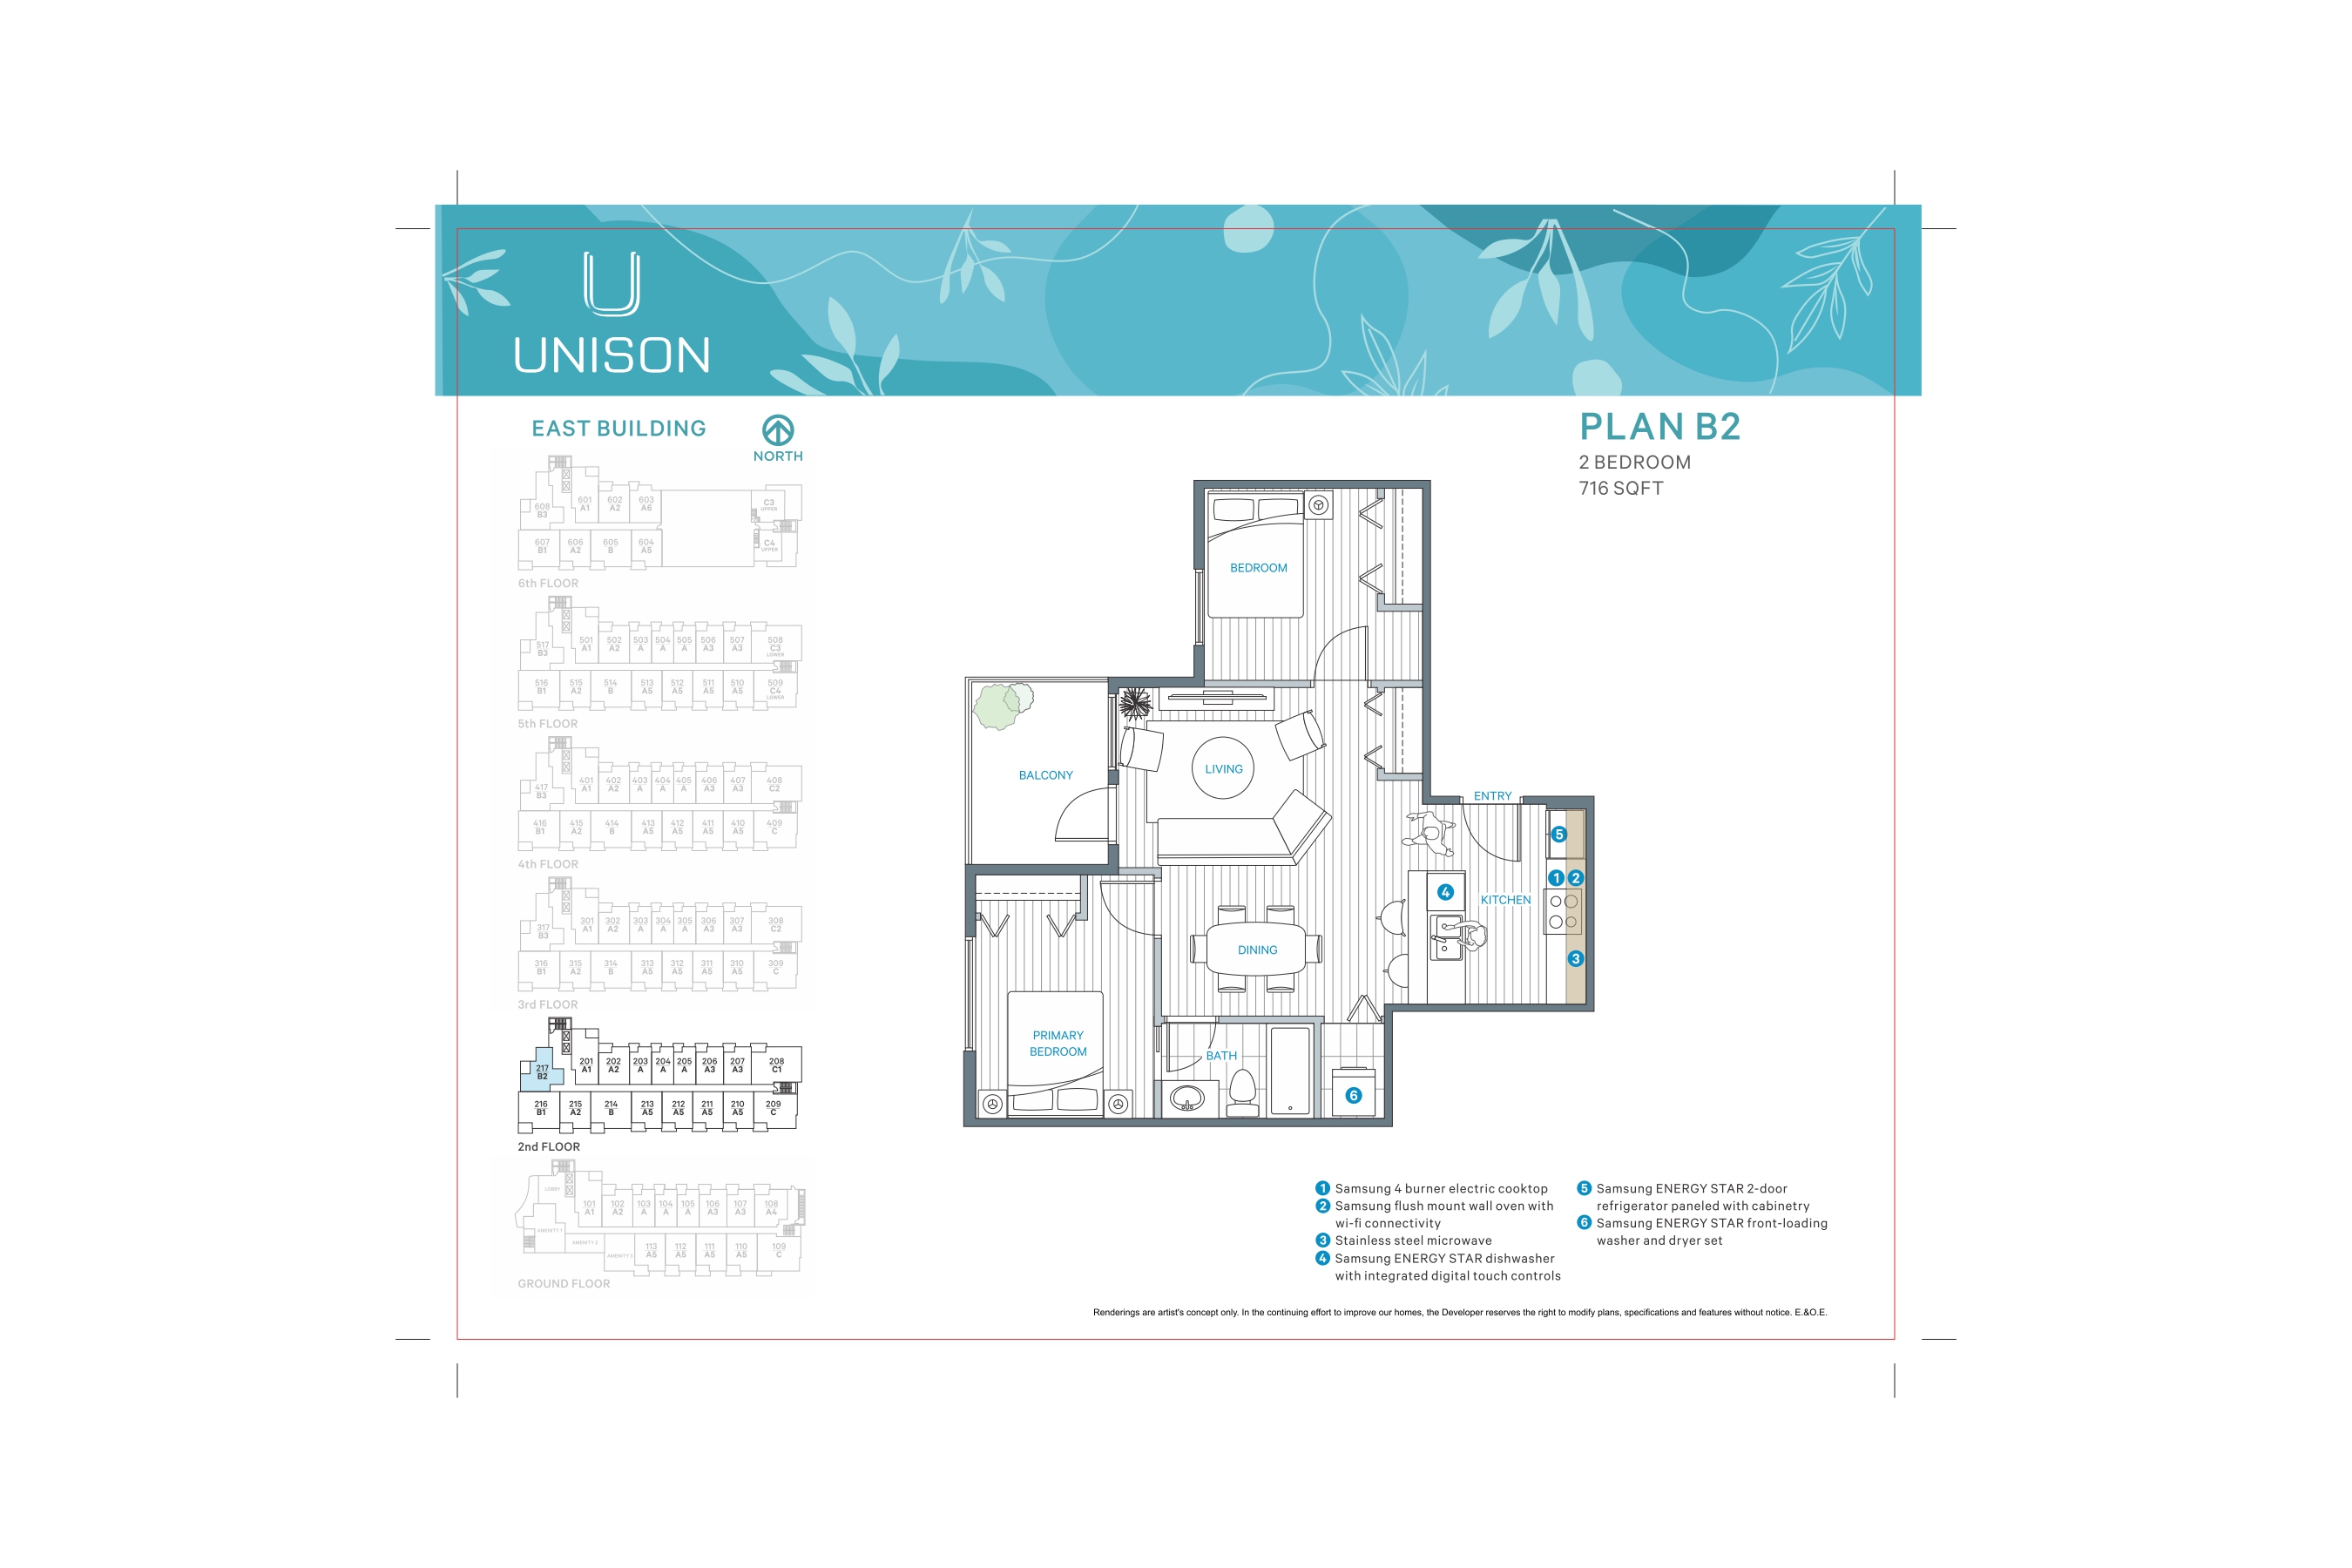 UNISON
EAST BUILDING
NORTH
601 A1
602 A2
603 A6
608 B3
C3 UPPER
607 B1
606 A2
605 B
604 A5
C4 UPPER
6th FLOOR
517 B3
501 A1
502 A2
503 A
504 A
505 A
506 A3
507 A3
508 C3 LOWER
516 B1
515 A2
514 B
513 A5
512 A5
511 A5
510 A5
509 C4 LOWER
5th FLOOR
417 B3
401 A1
402 A2
403 A
404 A
405 A
406 A3
407 A3
408 C2
416 B1
415 A2
414 B
413 A5
412 A5
411 A5
410 A5
409 C
4th FLOOR
317 B3
301 A1
302 A2
303 A
304 A
305 A
306 A3
307 A3
308 C2
316 B1
315 A2
314 B
313 A5
312 A5
311 A5
310 A5
309 C
3rd FLOOR
217 B2
201 A1
202 A2
203 A
204 A
205 A
206 A3
207 A3
208 C1
216 B1
215 A2
214 B
213 A5
212 A5
211 A5
210 A5
209 C
2nd FLOOR
LOBBY
101 A1
102 A2
103 A
104 A
105 A
106 A3
107 A3
108 A4
AMENITY 1
AMENITY 2
AMENITY 3
113 A5
112 A5
111 A5
110 A5
109 C
GROUND FLOOR
PLAN B2
2 BEDROOM
716 SQFT
BEDROOM
BALCONY
LIVING
ENTRY
5
1 2
4
KITCHEN
DINING
3
PRIMARY
BEDROOM
BATH
6
1 Samsung 4 burner electric cooktop
2 Samsung flush mount wall oven with
wi-fi connectivity
3 Stainless steel microwave
4 Samsung ENERGY STAR dishwasher
with integrated digital touch controls
5 Samsung ENERGY STAR 2-door
refrigerator paneled with cabinetry
6 Samsung ENERGY STAR front-loading
washer and dryer set
Renderings are artist's concept only. In the continuing effort to improve our homes, the Developer reserves the right to modify plans, specifications and features without notice. E.&O.E.